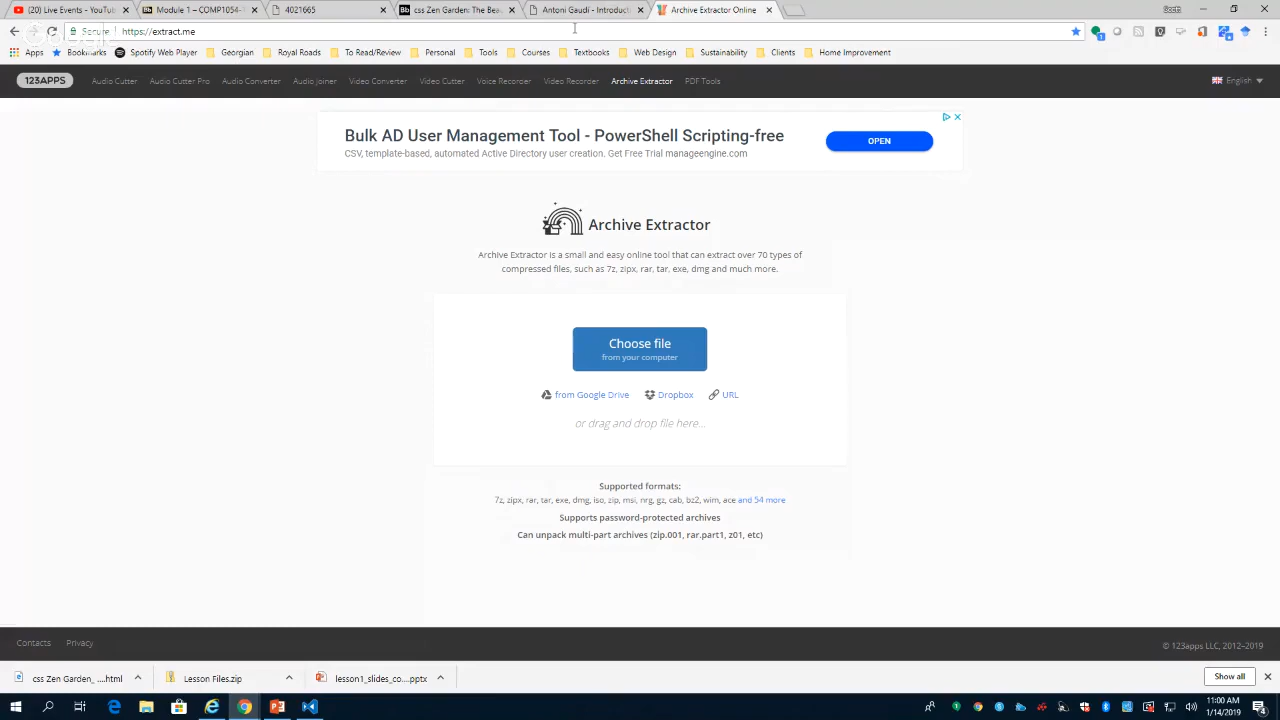 (20) Live Events - YouTu
Module 1 – COMP1054-T
4021665
css Zen Garden: The Bea
Antoni Gaudi - Introducti
Archive Extractor Online
Secure
https://extract.me
Apps
Bookmarks
Spotify Web Player
Georgian
Royal Roads
To Read/Review
Personal
Tools
Courses
Textbooks
Web Design
Sustainability
Clients
Home Improvement
123APPS
Audio Cutter
Audio Cutter Pro
Audio Converter
Audio Joiner
Video Converter
Video Cutter
Voice Recorder
Video Recorder
Archive Extractor
PDF Tools
English
Bulk AD User Management Tool - PowerShell Scripting-free
CSV, template-based, automated Active Directory user creation. Get Free Trial manageengine.com
OPEN
Archive Extractor
Archive Extractor is a small and easy online tool that can extract over 70 types of
compressed files, such as 7z, zipx, rar, tar, exe, dmg and much more.
Choose file
from your computer
from Google Drive
Dropbox
URL
or drag and drop file here...
Supported formats:
7z, zipx, rar, tar, exe, dmg, iso, zip, msi, nrg, gz, cab, bz2, wim, ace and 54 more
Supports password-protected archives
Can unpack multi-part archives (zip.001, rar.part1, z01, etc)
Contacts
Privacy
© 123apps LLC, 2012–2019
css Zen Garden_ ....html
Lesson Files.zip
lesson1_slides_co....pptx
Show all
11:00 AM
1/14/2019